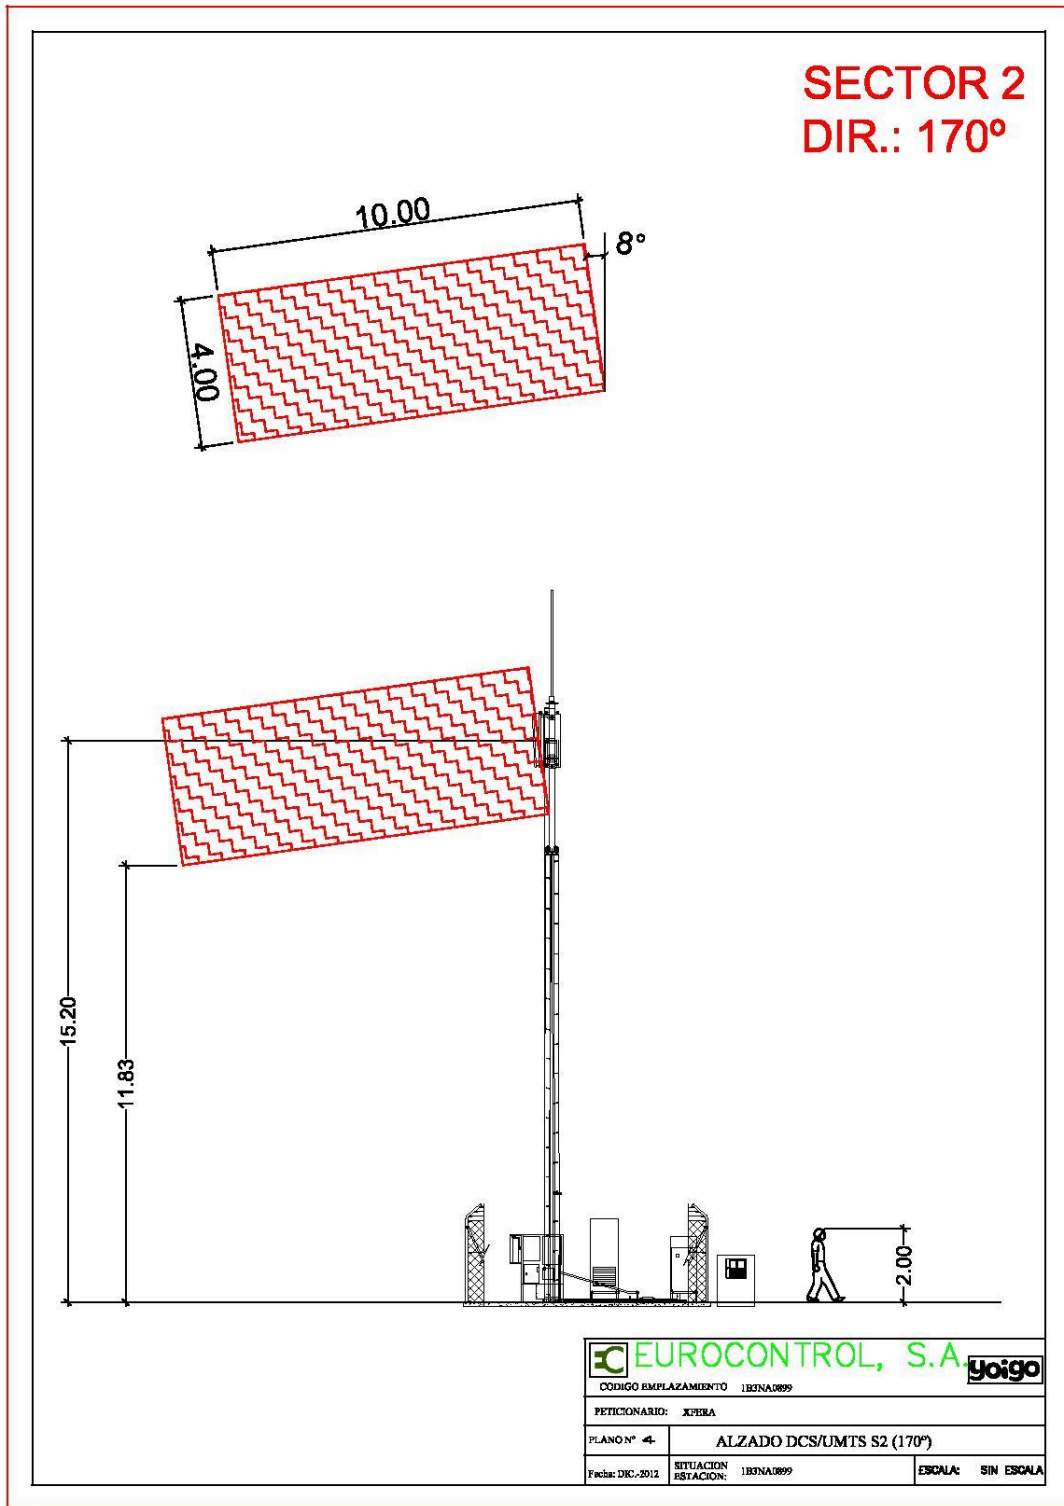 SECTOR 2
DIR.: 170º
10.00
8°
4.00
15.20
11.83
2.00
EUROCONTROL, S.A.
yoigo
CODIGO EMPLAZAMIENTO 1B3NA0899
PETICIONARIO: XFERA
PLANO Nº 4
ALZADO DCS/UMTS S2 (170º)
Fecha: DIC.-2012
SITUACION ESTACION: 1B3NA0899
ESCALA: SIN ESCALA